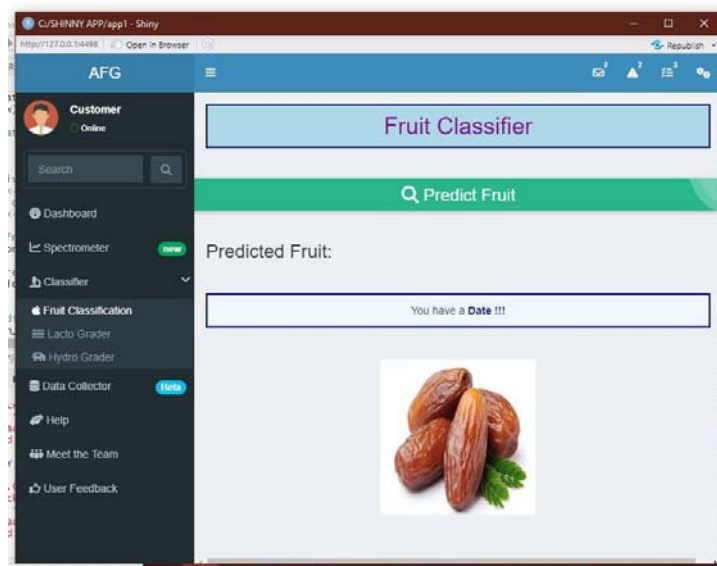 C:/SHINNY APP/app1 - Shiny
http://127.0.0.1:4498 Open in Browser Republish
AFG
Customer
Online
Search
Dashboard
Spectrometer new
Classifier
Fruit Classification
Lacto Grader
Hydro Grader
Data Collector Beta
Help
Meet the Team
User Feedback
Fruit Classifier
Predict Fruit
Predicted Fruit:
You have a Date !!!